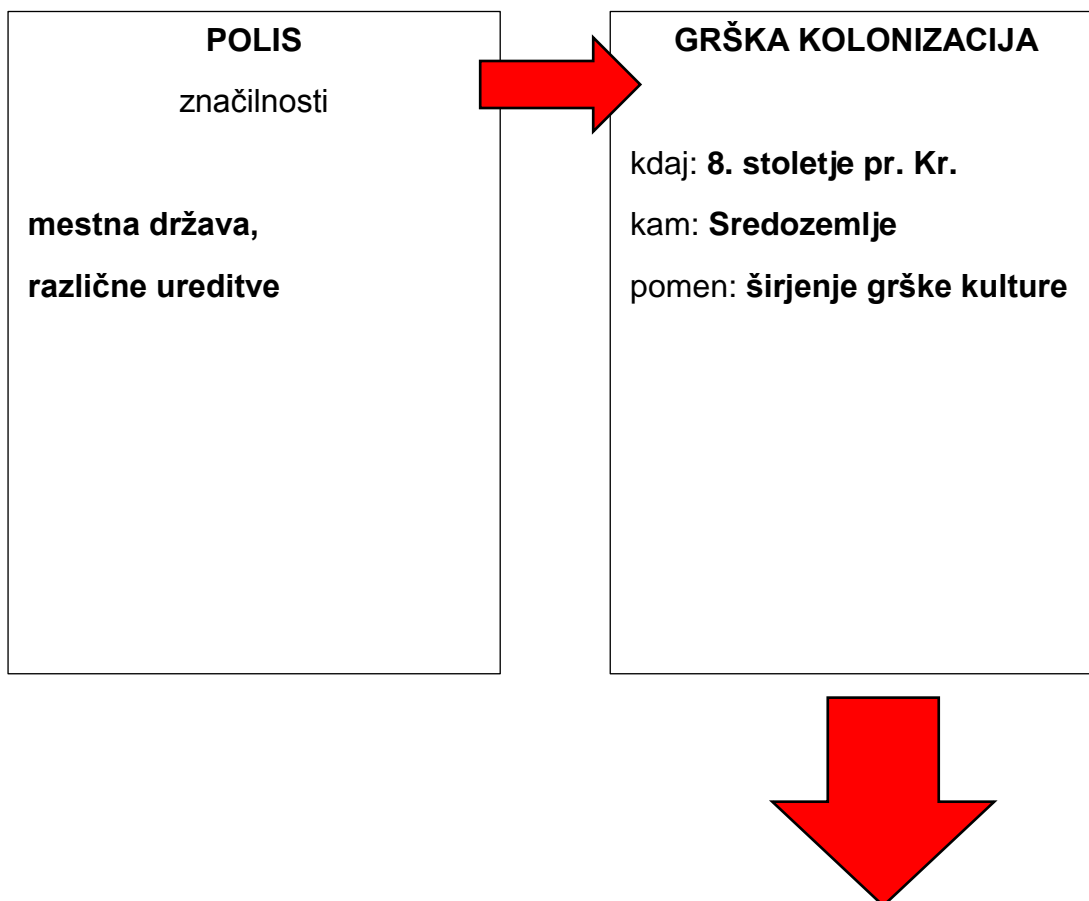 POLIS
značilnosti
mestna država,
različne ureditve
GRŠKA KOLONIZACIJA
kdaj: 8. stoletje pr. Kr.
kam: Sredozemlje
pomen: širjenje grške kulture